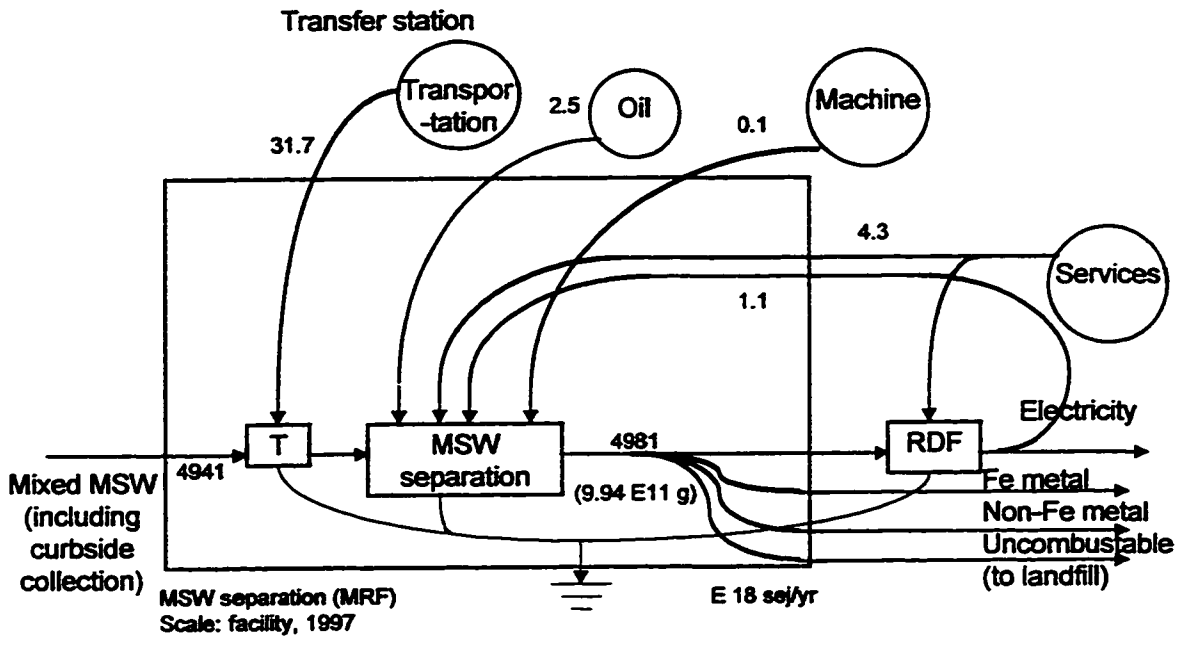 Transfer station
Transpor
-tation
2.5
Oil
Machine
0.1
31.7
4.3
Services
1.1
Electricity
T
MSW
separation
4981
RDF
4941
(9.94 E11 g)
Mixed MSW
(including
curbside
collection)
Fe metal
Non-Fe metal
Uncombustable
(to landfill)
MSW separation (MRF)
Scale: facility, 1997
E 18 sej/yr